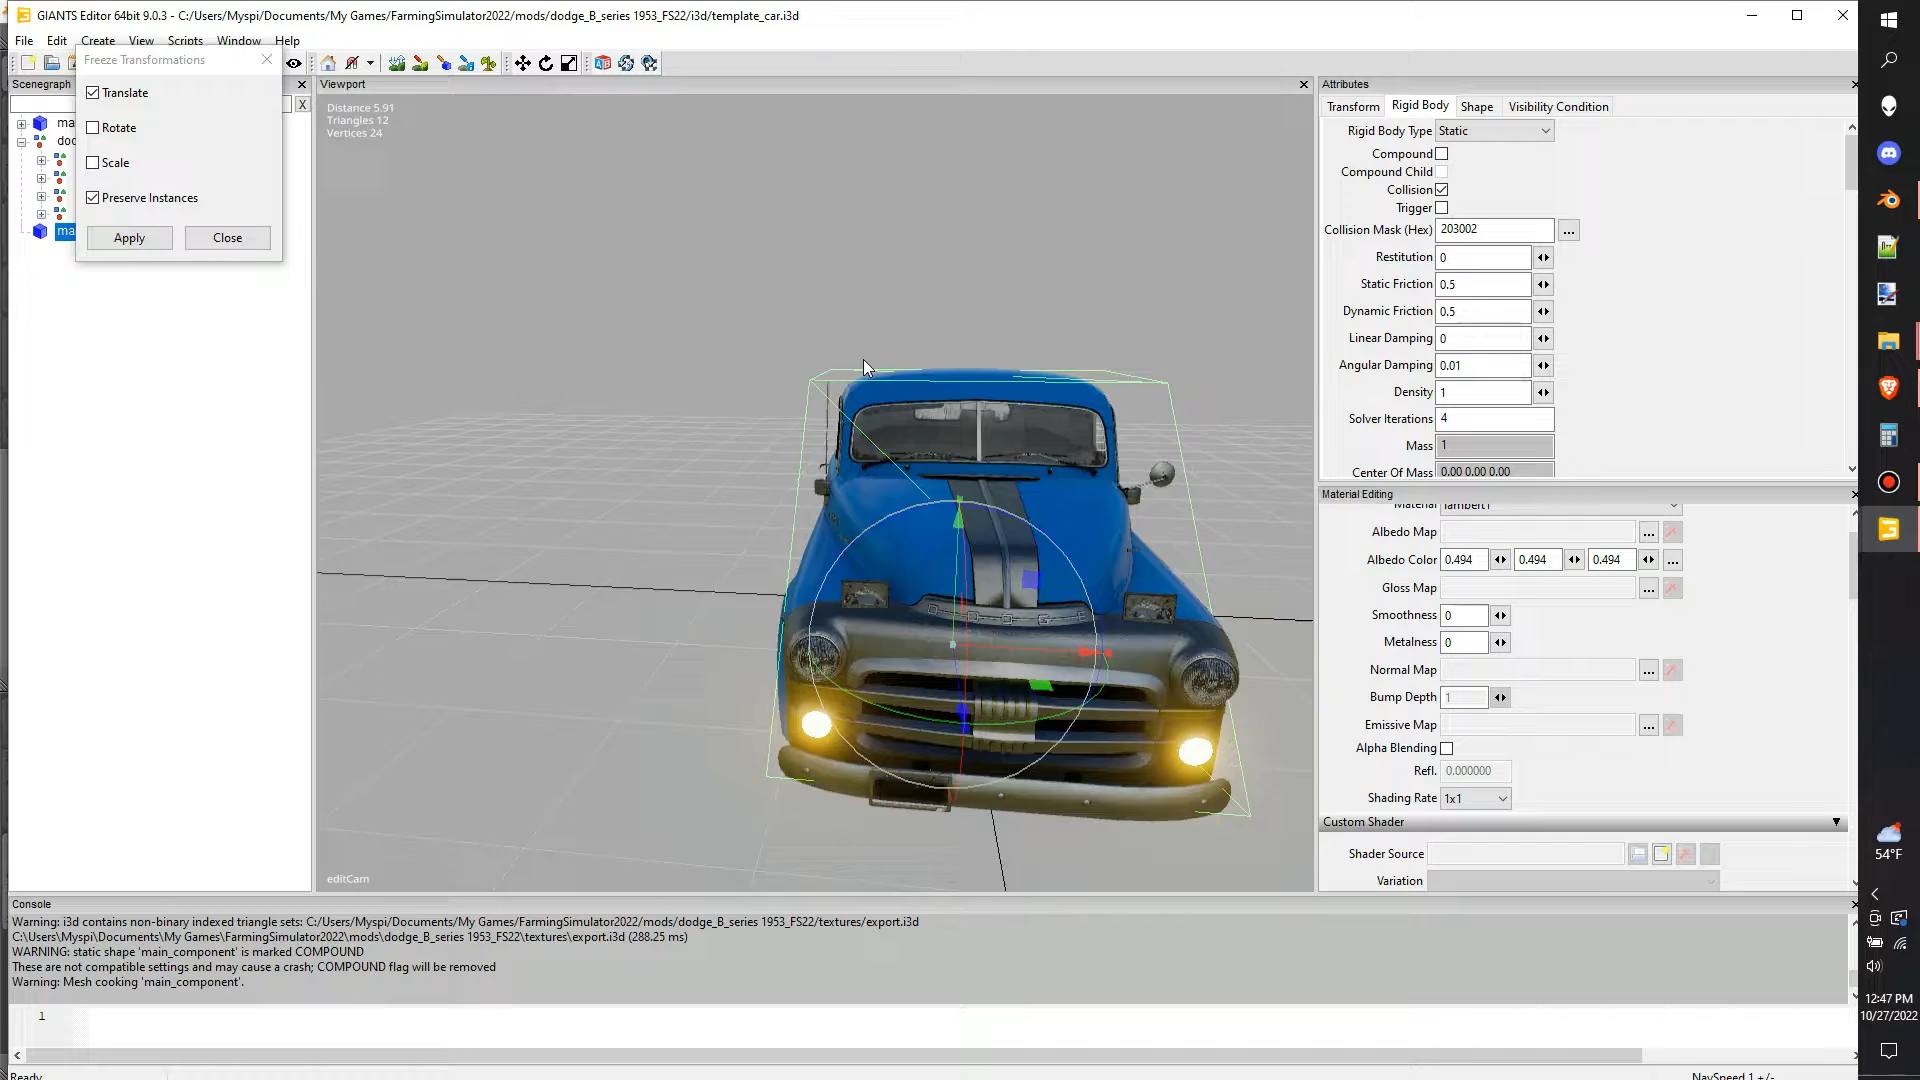 GIANTS Editor 64bit 9.0.3 - C:/Users/Myspi/Documents/My Games/FarmingSimulator2022/mods/dodge_B_series 1953_FS22/i3d/template_car.i3d
File Edit Create View Scripts Window Help
Freeze Transformations
Translate
Rotate
Scale
Preserve Instances
Apply Close
Scenegraph
X
ma
doo
ma
Viewport
Distance 5.91
Triangles 12
Vertices 24
DODGE
editCam
Attributes
Transform Rigid Body Shape Visibility Condition
Rigid Body Type Static
Compound
Compound Child
Collision
Trigger
Collision Mask (Hex) 203002 ...
Restitution 0
Static Friction 0.5
Dynamic Friction 0.5
Linear Damping 0
Angular Damping 0.01
Density 1
Solver Iterations 4
Mass 1
Center Of Mass 0.00 0.00 0.00
Material Editing
Material lambert1
Albedo Map ...
Albedo Color 0.494 0.494 0.494 ...
Gloss Map ...
Smoothness 0
Metalness 0
Normal Map ...
Bump Depth 1
Emissive Map ...
Alpha Blending
Refl. 0.000000
Shading Rate 1x1
Custom Shader
Shader Source
Variation
Console
Warning: i3d contains non-binary indexed triangle sets: C:/Users/Myspi/Documents/My Games/FarmingSimulator2022/mods/dodge_B_series 1953_FS22/textures/export.i3d
C:\Users\Myspi\Documents\My Games\FarmingSimulator2022\mods\dodge_B_series 1953_FS22\textures\export.i3d (288.25 ms)
WARNING: static shape 'main_component' is marked COMPOUND
These are not compatible settings and may cause a crash; COMPOUND flag will be removed
Warning: Mesh cooking 'main_component'.
1
Ready
NavSpeed 1 +/-
54°F
12:47 PM
10/27/2022